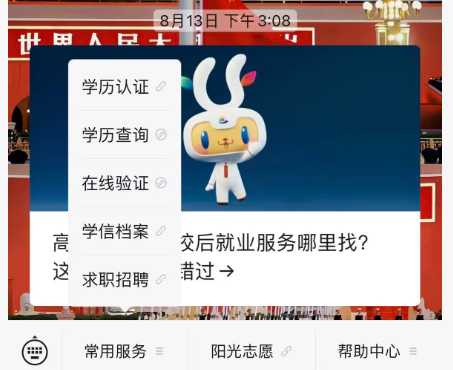 8月13日 下午3:08
世界人民大
学历认证
学历查询
在线验证
学信档案
求职招聘
高
校后就业服务哪里找?
这
错过→
常用服务
阳光志愿
帮助中心